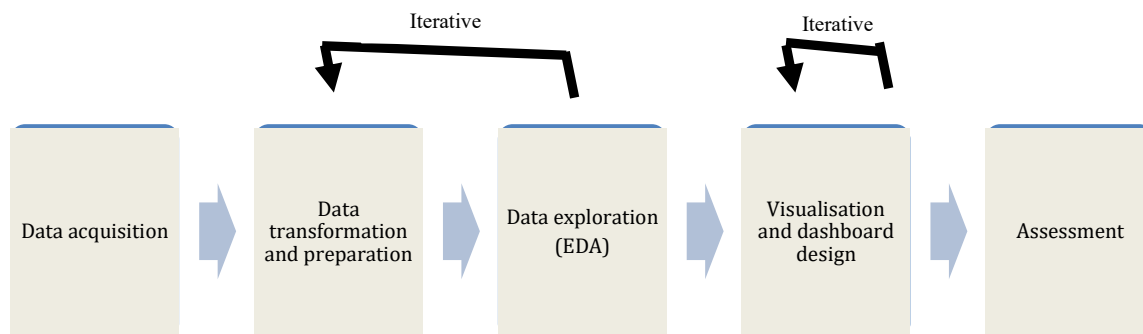 Iterative
Iterative
Data acquisition
Data
transformation
and preparation
Data exploration
(EDA)
Visualisation
and dashboard
design
Assessment